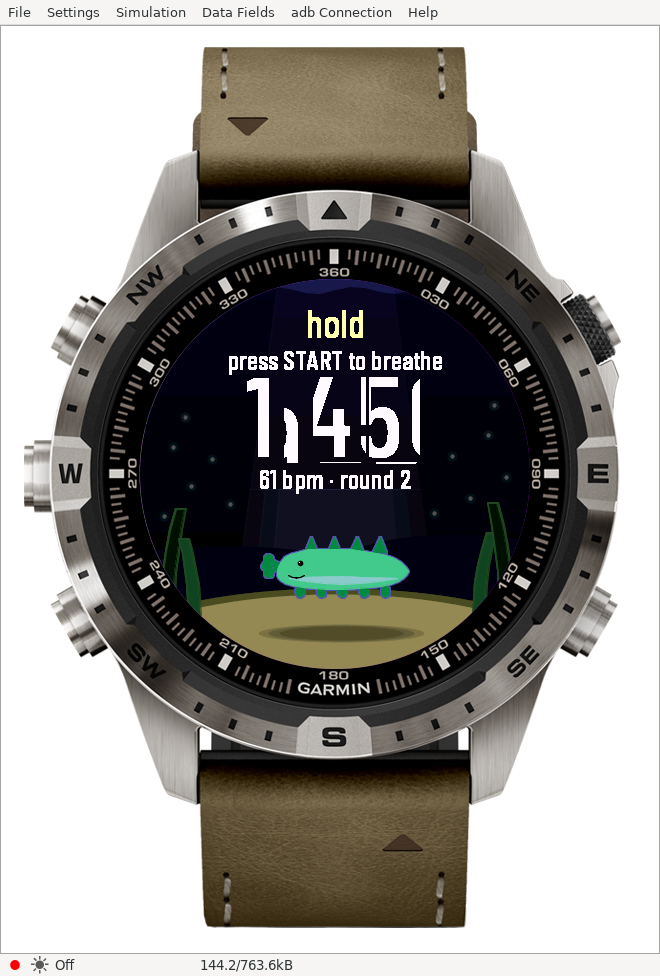 File Settings Simulation Data Fields adb Connection Help
360
330 030
NW NE
300 060
hold
press START to breathe
W 270 090 E
61 bpm · round 2
240 120
210 150
180
GARMIN
SW SE
S
Off 144.2/763.6kB